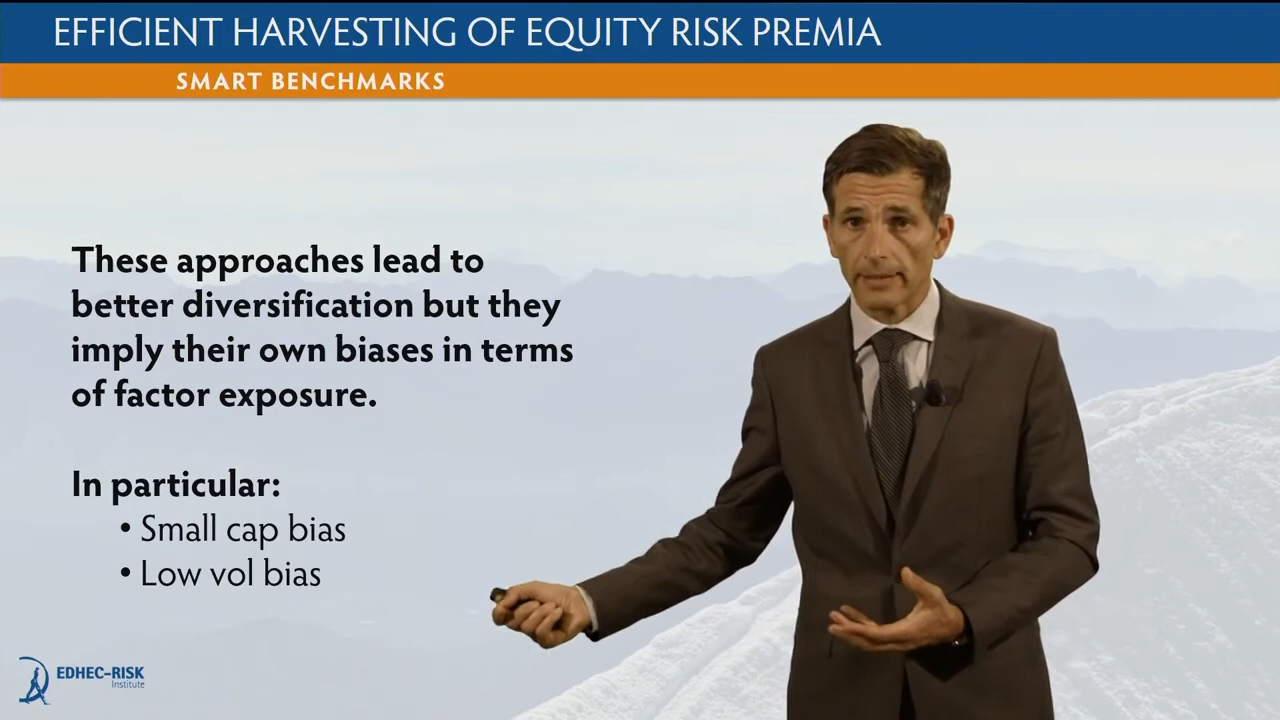 EFFICIENT HARVESTING OF EQUITY RISK PREMIA
SMART BENCHMARKS
These approaches lead to
better diversification but they
imply their own biases in terms
of factor exposure.
In particular:
• Small cap bias
• Low vol bias
EDHEC-RISK
Institute